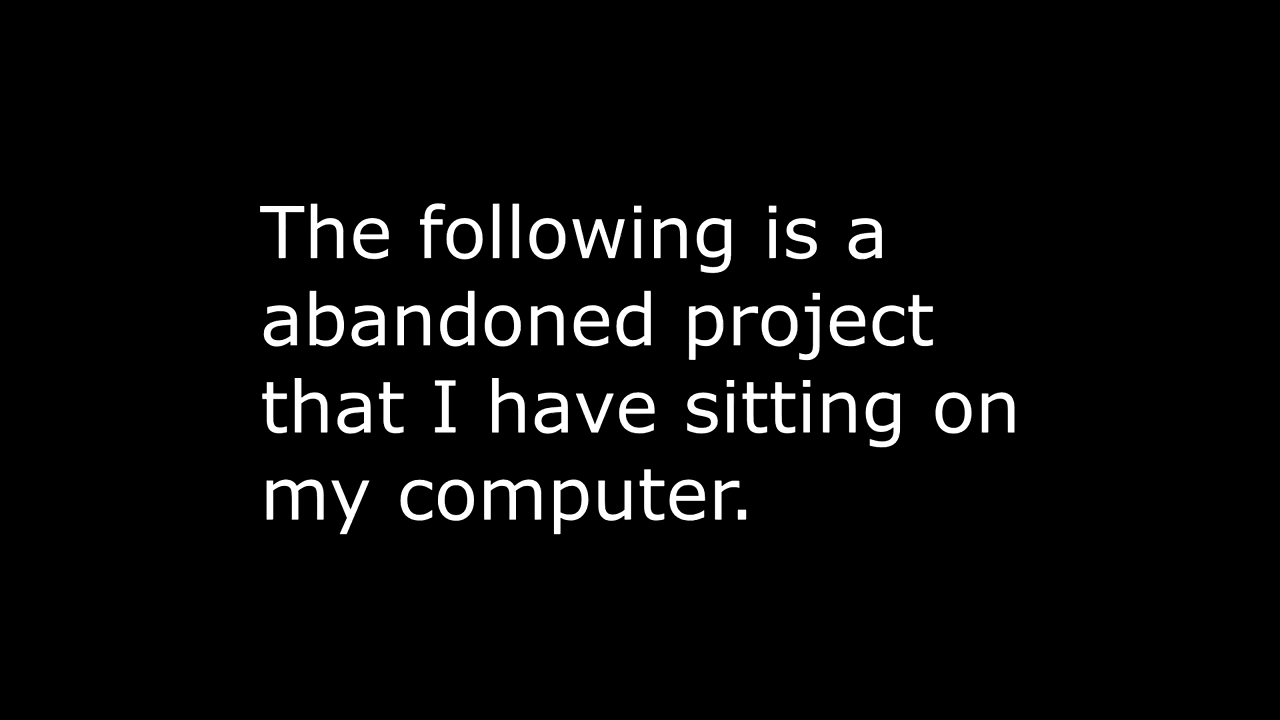 The following is a
abandoned project
that I have sitting on
my computer.